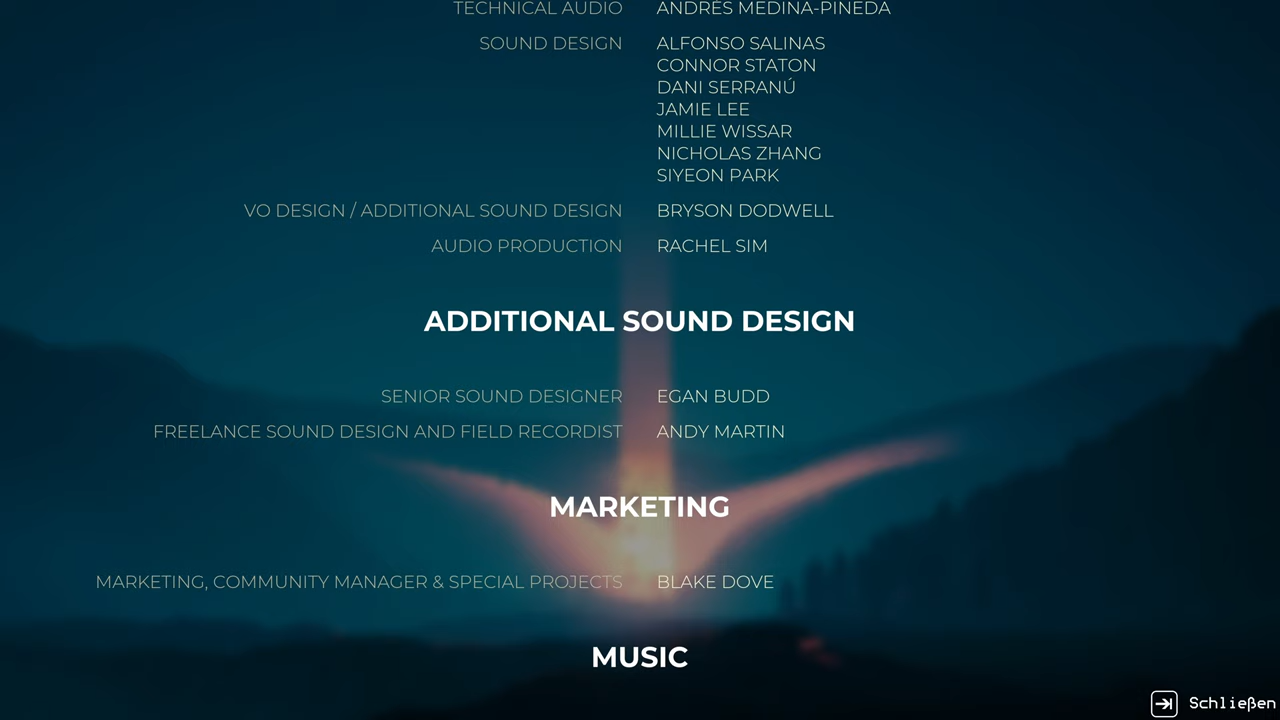 TECHNICAL AUDIO ANDRÉS MEDINA-PINEDA
SOUND DESIGN ALFONSO SALINAS
CONNOR STATON
DANI SERRANÚ
JAMIE LEE
MILLIE WISSAR
NICHOLAS ZHANG
SIYEON PARK
VO DESIGN / ADDITIONAL SOUND DESIGN BRYSON DODWELL
AUDIO PRODUCTION RACHEL SIM
ADDITIONAL SOUND DESIGN
SENIOR SOUND DESIGNER EGAN BUDD
FREELANCE SOUND DESIGN AND FIELD RECORDIST ANDY MARTIN
MARKETING
MARKETING, COMMUNITY MANAGER & SPECIAL PROJECTS BLAKE DOVE
MUSIC
Schließen